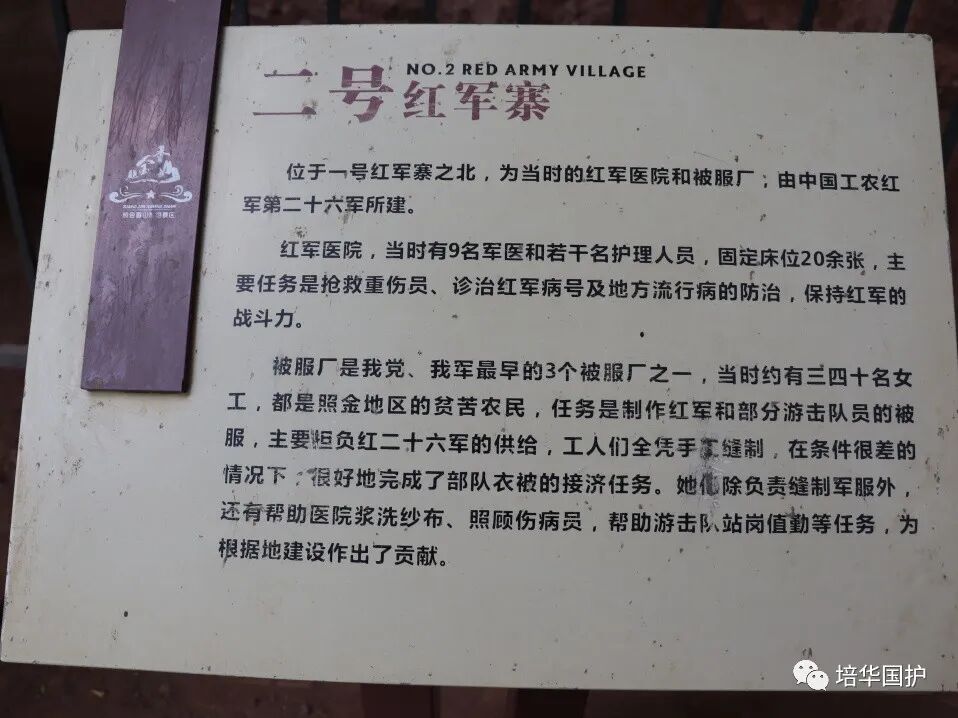 NO.2 RED ARMY VILLAGE
二号红军寨
位于一号红军寨之北，为当时的红军医院和被服厂；由中国工农红
军第二十六军所建。
红军医院，当时有9名军医和若干名护理人员，固定床位20余张，主
要任务是抢救重伤员、诊治红军病号及地方流行病的防治，保持红军的
战斗力。
被服厂是我党、我军最早的3个被服厂之一，当时约有三四十名女
工，都是照金地区的贫苦农民，任务是制作红军和部分游击队员的被
服，主要担负红二十六军的供给，工人们全凭手工缝制，在条件很差的
情况下，很好地完成了部队衣被的接济任务。她们除负责缝制军服外，
还有帮助医院浆洗纱布、照顾伤病员，帮助游击队站岗值勤等任务，为
根据地建设作出了贡献。
培华国护